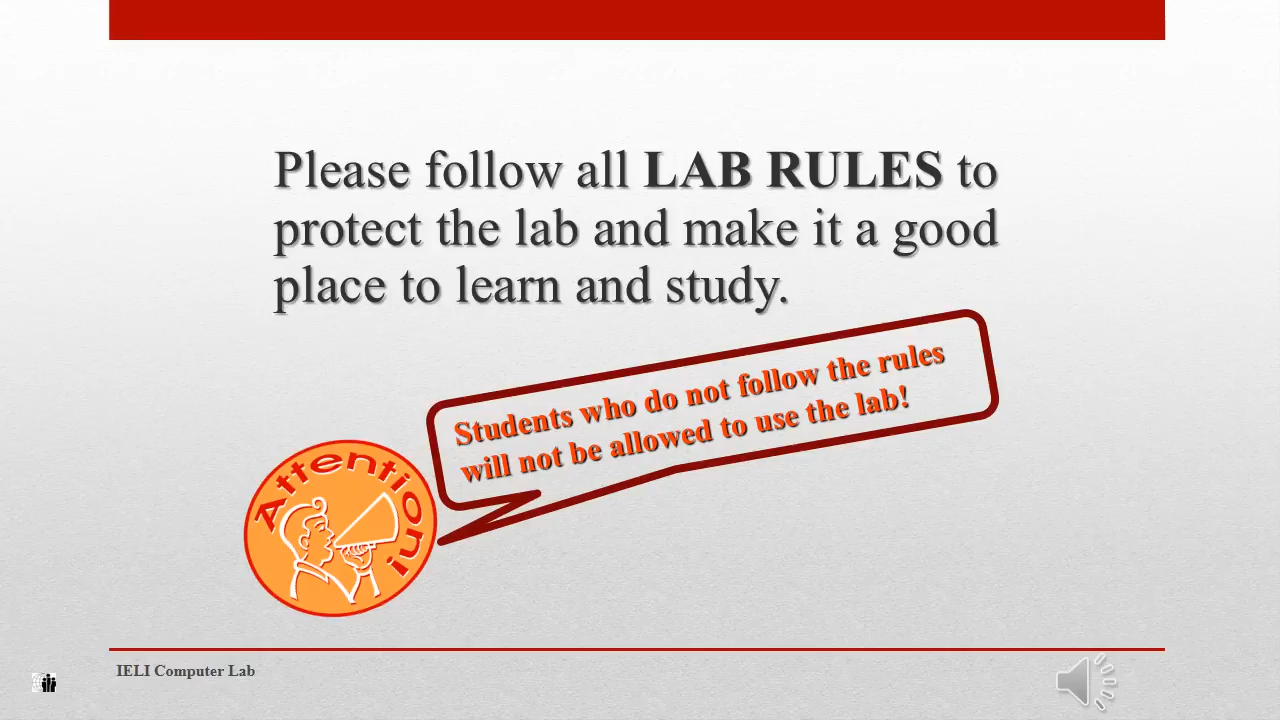 Please follow all LAB RULES to
protect the lab and make it a good
place to learn and study.
Students who do not follow the rules
will not be allowed to use the lab!
Attention!
IELI Computer Lab